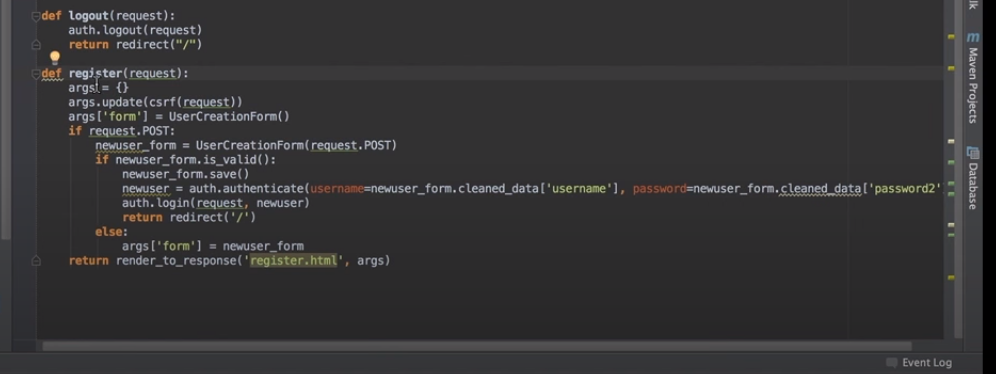 def logout(request):
    auth.logout(request)
    return redirect("/")
def register(request):
    args = {}
    args.update(csrf(request))
    args['form'] = UserCreationForm()
    if request.POST:
        newuser_form = UserCreationForm(request.POST)
        if newuser_form.is_valid():
            newuser_form.save()
            newuser = auth.authenticate(username=newuser_form.cleaned_data['username'], password=newuser_form.cleaned_data['password2'
            auth.login(request, newuser)
            return redirect('/')
        else:
            args['form'] = newuser_form
    return render_to_response('register.html', args)
m Maven Projects
Database
Event Log